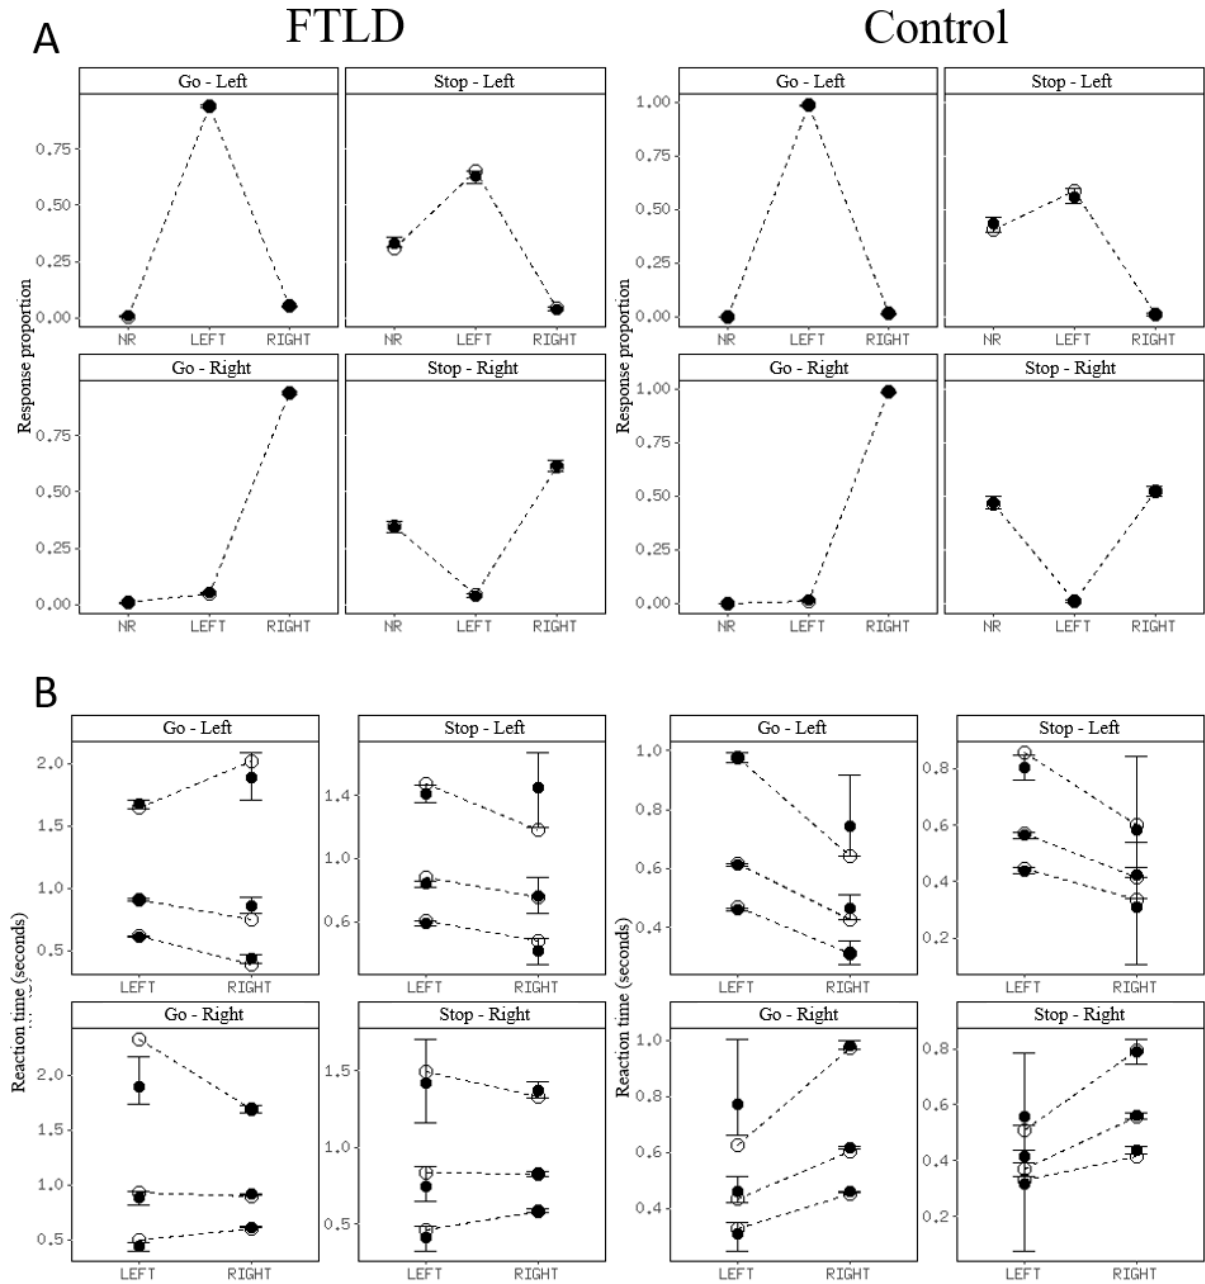 A
FTLD
Control
Go - Left
Stop - Left
Go - Left
Stop - Left
Response proportion
0.75
0.50
0.25
0.00
NR LEFT RIGHT
NR LEFT RIGHT
Response proportion
1.00
0.75
0.50
0.25
0.00
NR LEFT RIGHT
NR LEFT RIGHT
Go - Right
Stop - Right
Go - Right
Stop - Right
0.75
0.50
0.25
0.00
NR LEFT RIGHT
NR LEFT RIGHT
1.00
0.75
0.50
0.25
0.00
NR LEFT RIGHT
NR LEFT RIGHT
B
Go - Left
Stop - Left
Go - Left
Stop - Left
Reaction time (seconds)
2.0
1.5
1.0
0.5
LEFT RIGHT
1.4
1.0
0.6
LEFT RIGHT
Reaction time (seconds)
1.0
0.8
0.6
0.4
LEFT RIGHT
0.8
0.6
0.4
0.2
LEFT RIGHT
Go - Right
Stop - Right
Go - Right
Stop - Right
2.0
1.5
1.0
0.5
LEFT RIGHT
1.5
1.0
0.5
LEFT RIGHT
1.0
0.8
0.6
0.4
LEFT RIGHT
0.8
0.6
0.4
0.2
LEFT RIGHT